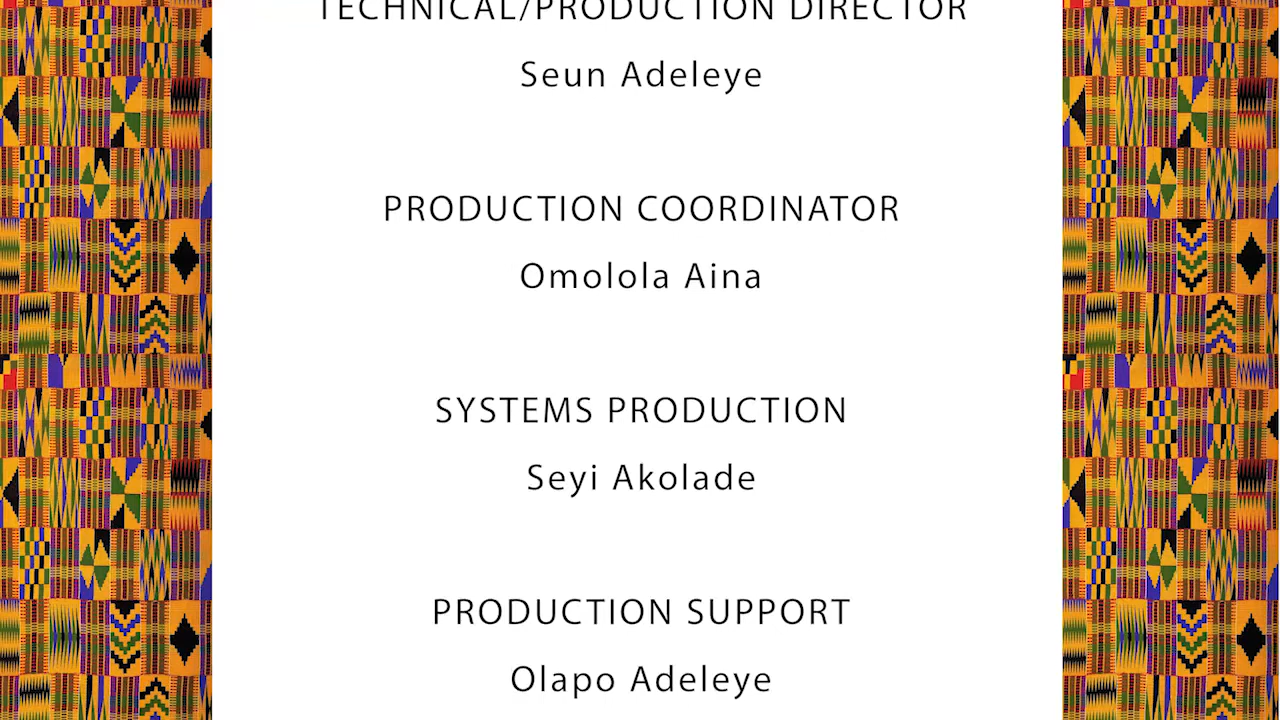 TECHNICAL/PRODUCTION DIRECTOR
Seun Adeleye
PRODUCTION COORDINATOR
Omolola Aina
SYSTEMS PRODUCTION
Seyi Akolade
PRODUCTION SUPPORT
Olapo Adeleye